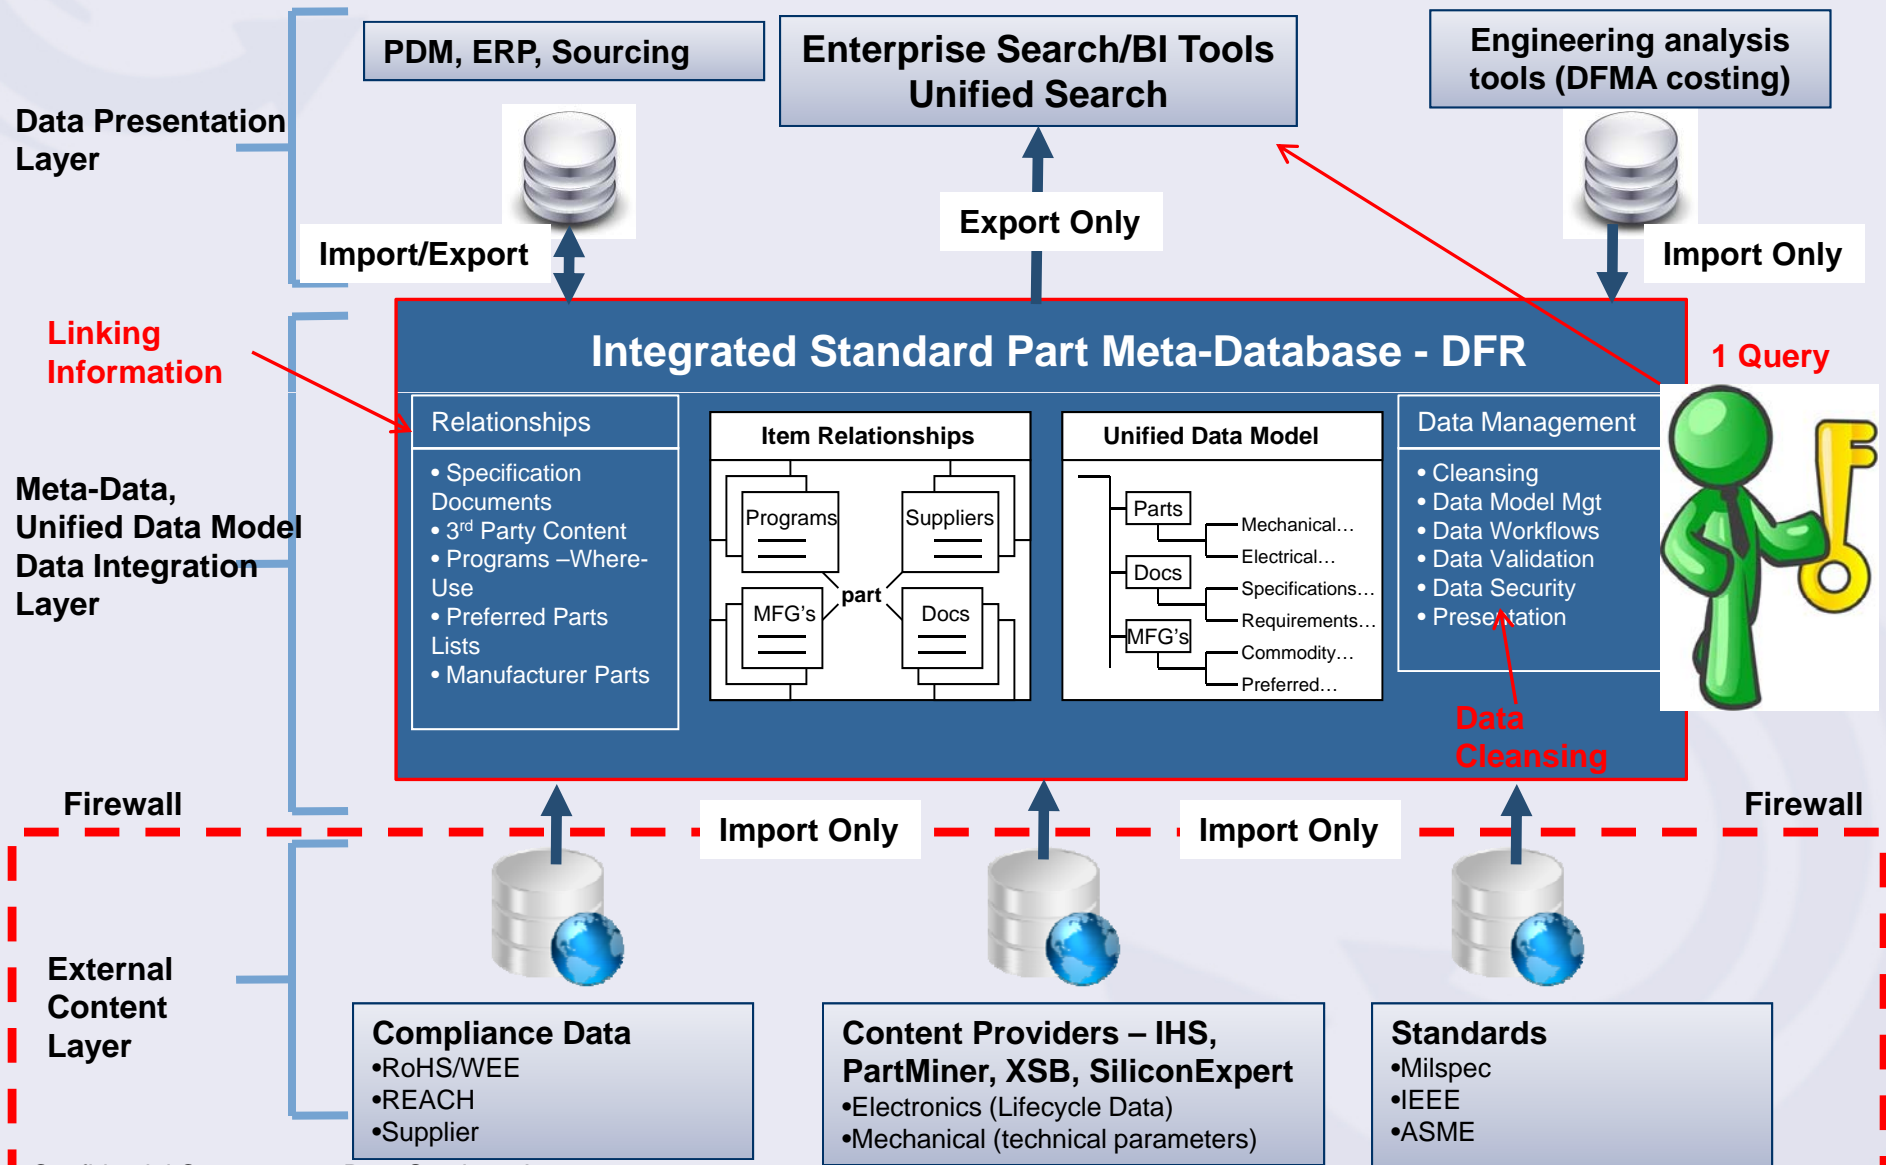 PDM, ERP, Sourcing
Enterprise Search/BI Tools
Unified Search
Engineering analysis
tools (DFMA costing)
Data Presentation
Layer
Import/Export
Export Only
Import Only
Linking
Information
Integrated Standard Part Meta-Database - DFR
1 Query
Meta-Data,
Unified Data Model
Data Integration
Layer
Relationships
• Specification
Documents
• 3rd Party Content
• Programs –Where-
Use
• Preferred Parts
Lists
• Manufacturer Parts
Item Relationships
Programs
Suppliers
part
MFG's
Docs
Unified Data Model
Parts
Mechanical…
Electrical…
Docs
Specifications…
Requirements…
MFG's
Commodity…
Preferred…
Data Management
• Cleansing
• Data Model Mgt
• Data Workflows
• Data Validation
• Data Security
• Presentation
Data
Cleansing
Firewall
Firewall
Import Only
Import Only
External
Content
Layer
Compliance Data
•RoHS/WEE
•REACH
•Supplier
Content Providers – IHS,
PartMiner, XSB, SiliconExpert
•Electronics (Lifecycle Data)
•Mechanical (technical parameters)
Standards
•Milspec
•IEEE
•ASME